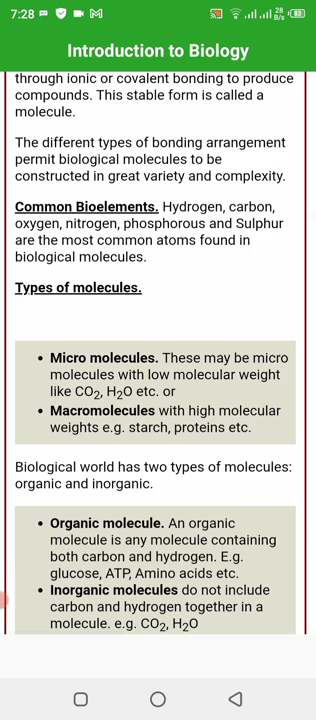 7:28
28 B/s 83
Introduction to Biology
through ionic or covalent bonding to produce
compounds. This stable form is called a
molecule.
The different types of bonding arrangement
permit biological molecules to be
constructed in great variety and complexity.
Common Bioelements. Hydrogen, carbon,
oxygen, nitrogen, phosphorous and Sulphur
are the most common atoms found in
biological molecules.
Types of molecules.
• Micro molecules. These may be micro
molecules with low molecular weight
like CO₂, H₂O etc. or
• Macromolecules with high molecular
weights e.g. starch, proteins etc.
Biological world has two types of molecules:
organic and inorganic.
• Organic molecule. An organic
molecule is any molecule containing
both carbon and hydrogen. E.g.
glucose, ATP, Amino acids etc.
• Inorganic molecules do not include
carbon and hydrogen together in a
molecule. e.g. CO₂, H₂O